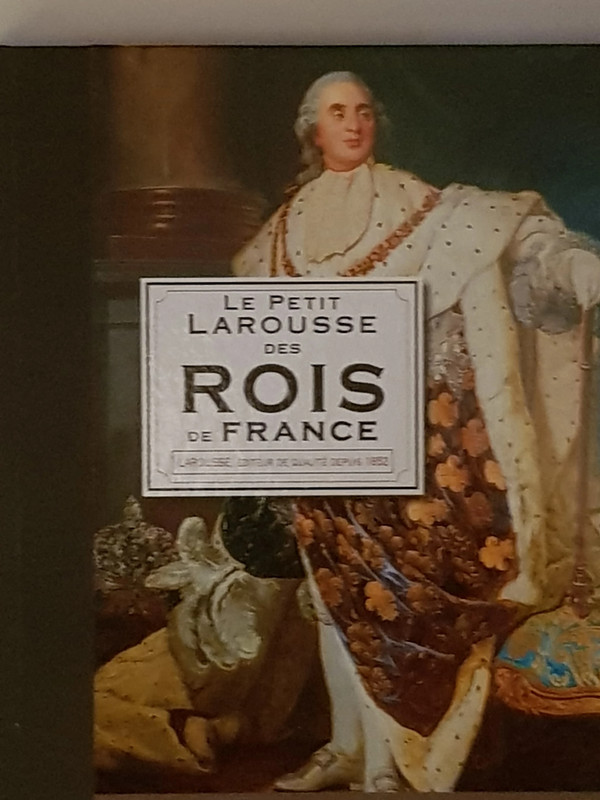 LE PETIT
LAROUSSE
DES
ROIS
DE FRANCE
LAROUSSE, ÉDITEUR DE QUALITÉ DEPUIS 1852